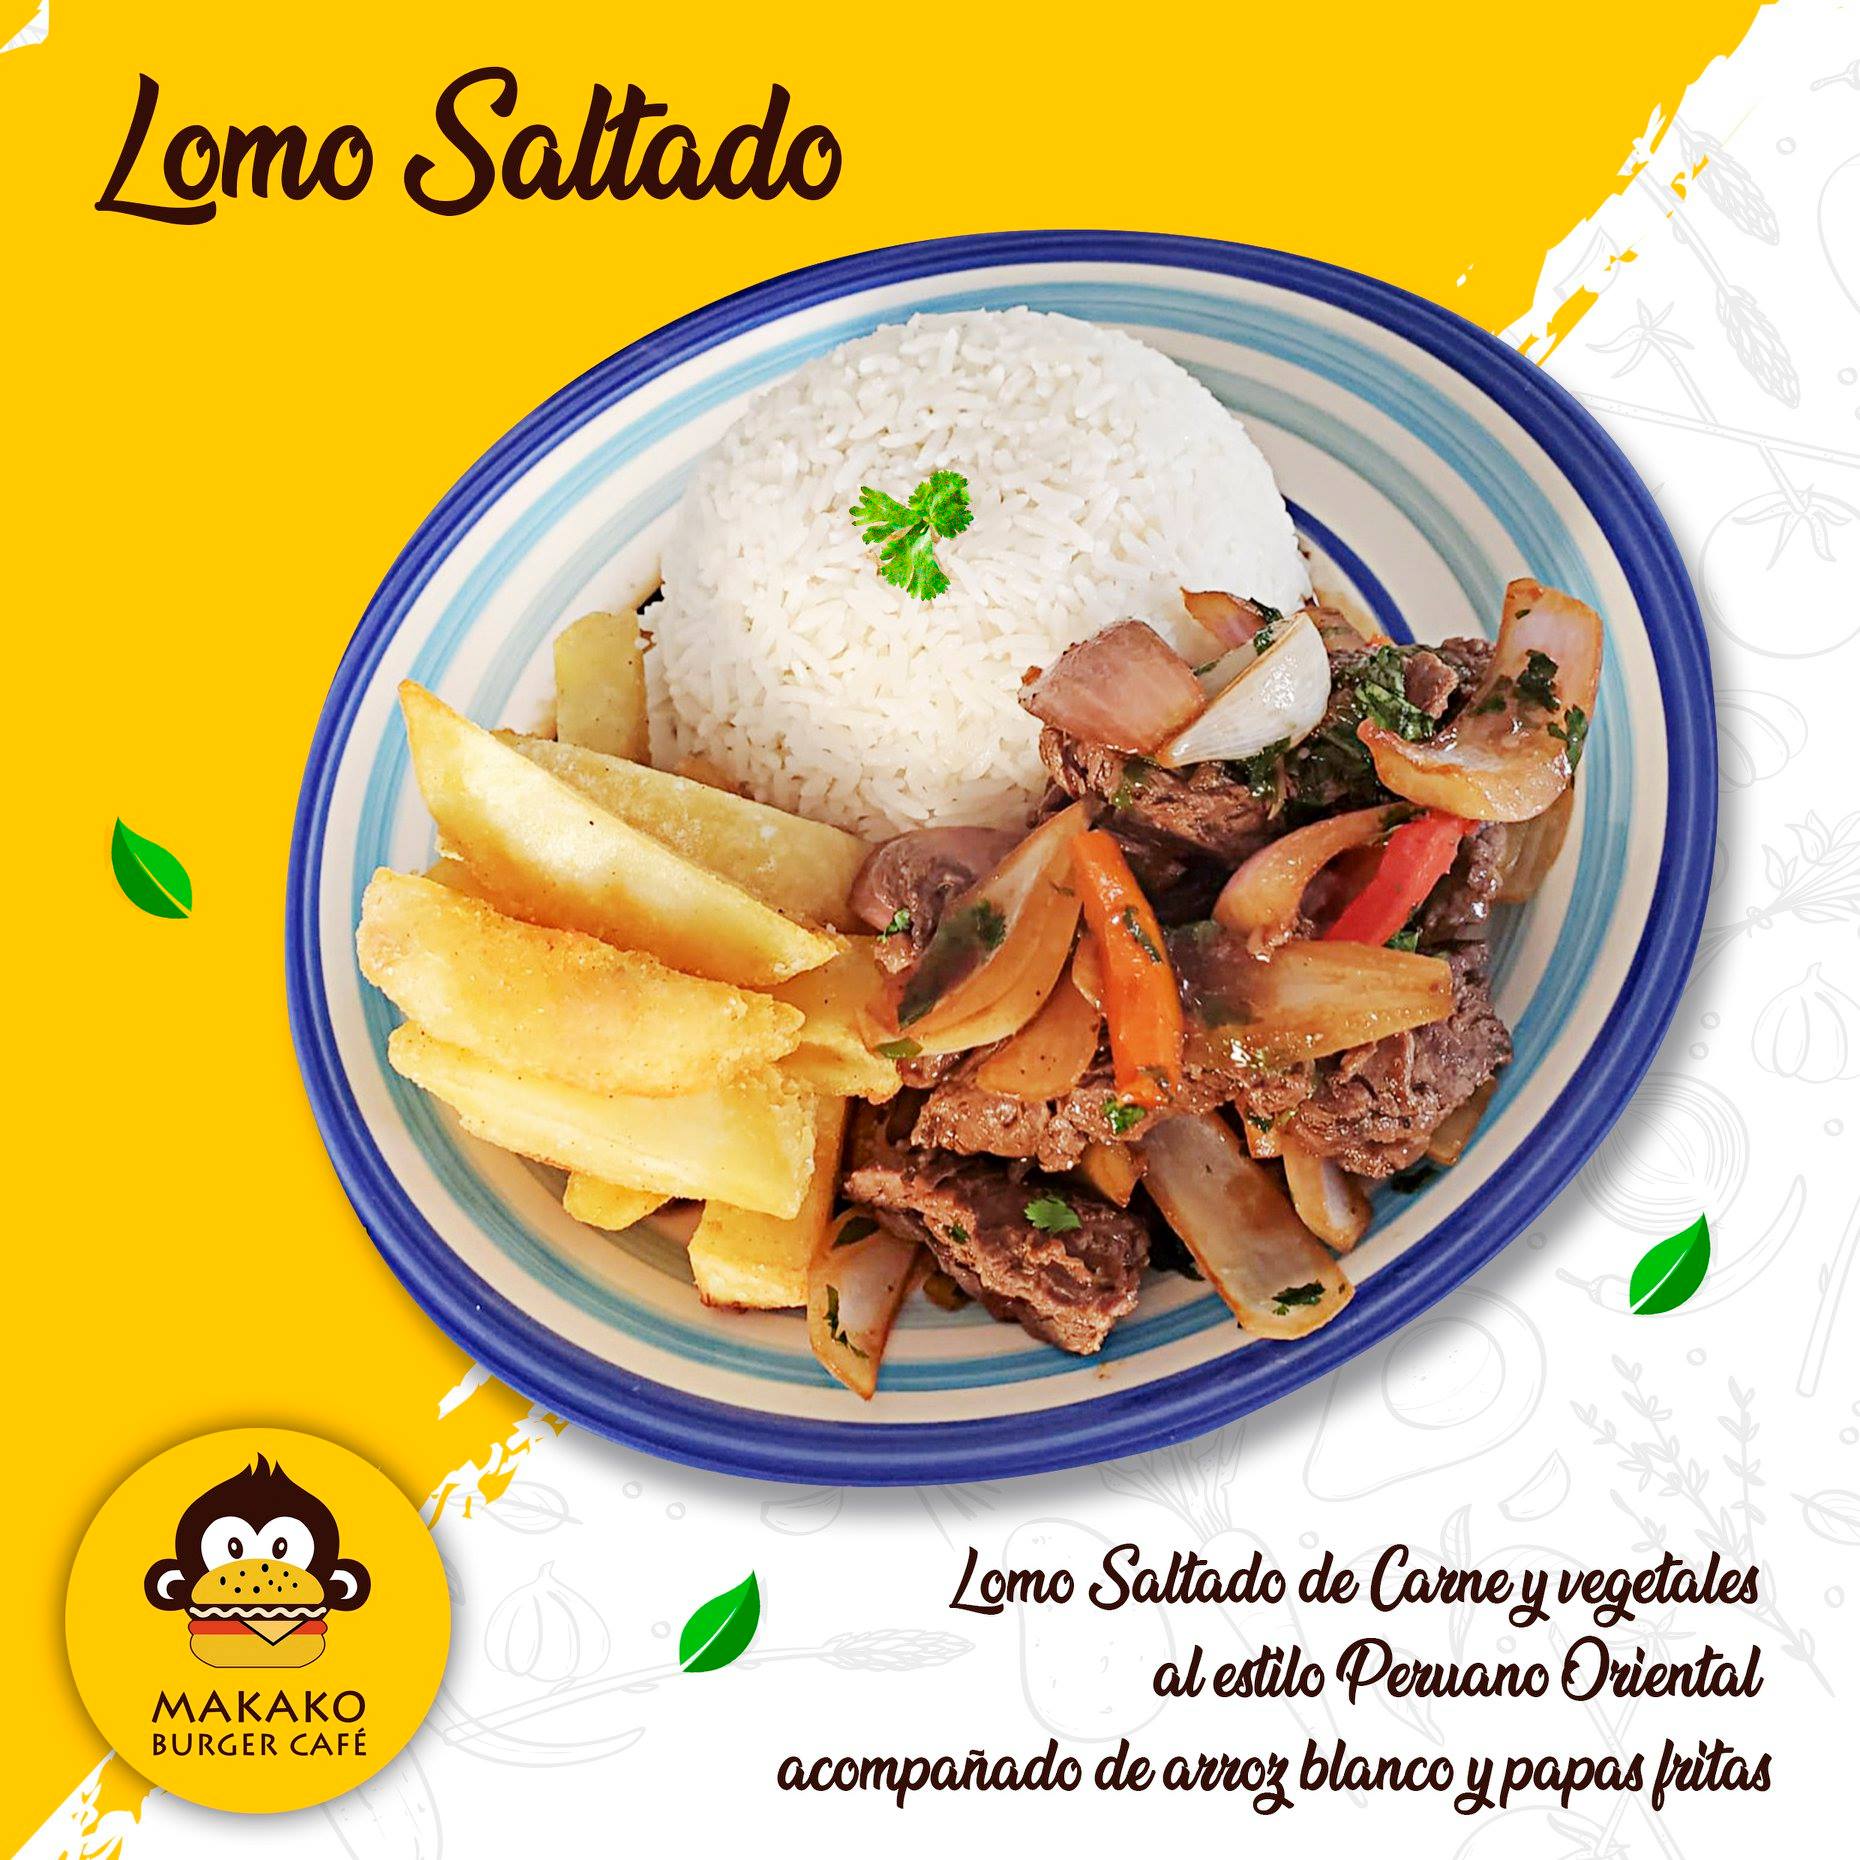 Lomo Saltado
MAKAKO
BURGER CAFÉ
Lomo Saltado de Carne y vegetales
al estilo Peruano Oriental
acompañado de arroz blanco y papas fritas